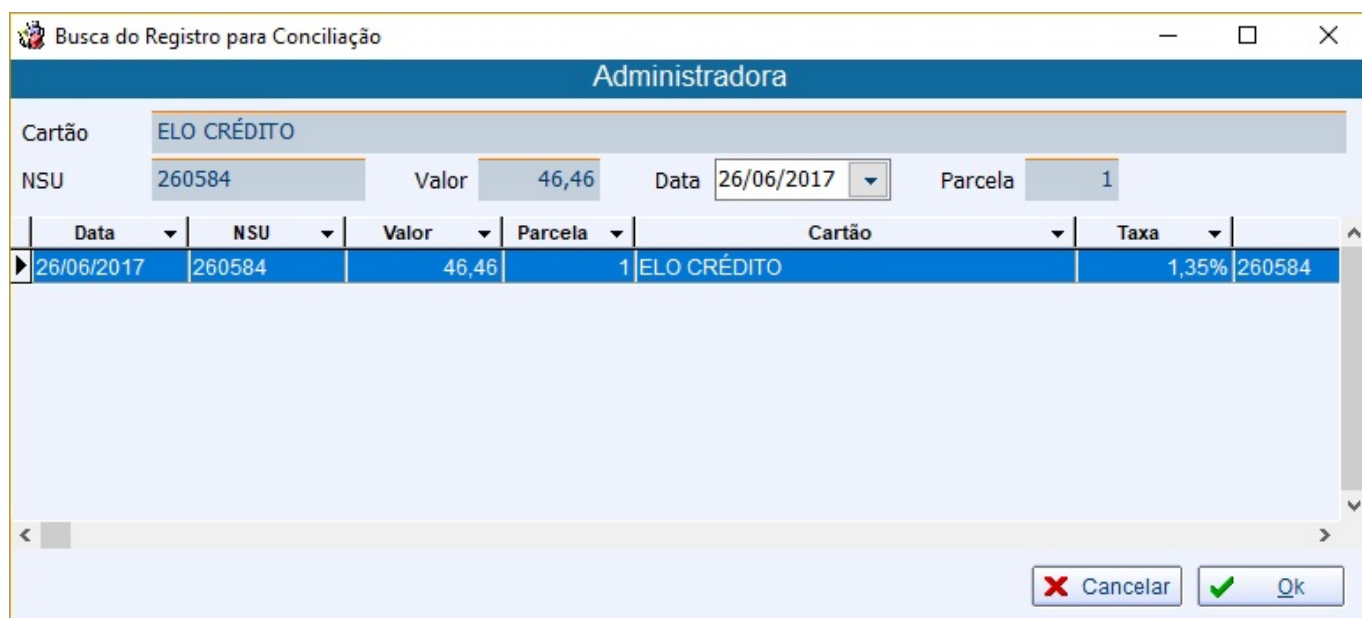 Busca do Registro para Conciliação
Administradora
Cartão ELO CRÉDITO
NSU 260584 Valor 46,46 Data 26/06/2017 Parcela 1
Data NSU Valor Parcela Cartão Taxa
26/06/2017 260584 46,46 1 ELO CRÉDITO 1,35% 260584
Cancelar Ok